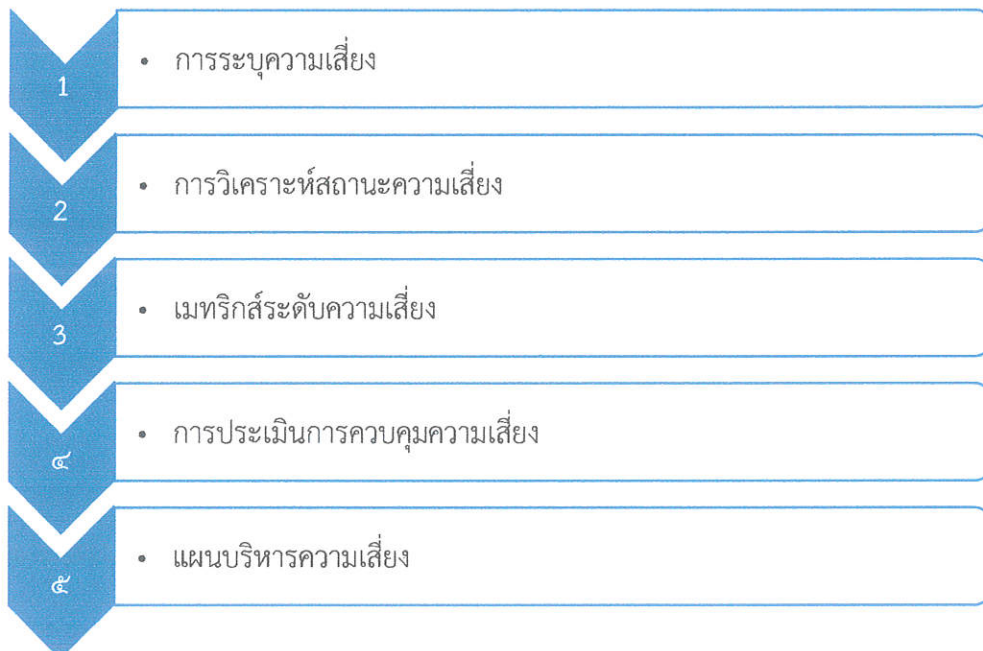 1
• การระบุความเสี่ยง
2
• การวิเคราะห์สถานะความเสี่ยง
3
• เมทริกส์ระดับความเสี่ยง
๔
• การประเมินการควบคุมความเสี่ยง
๕
• แผนบริหารความเสี่ยง